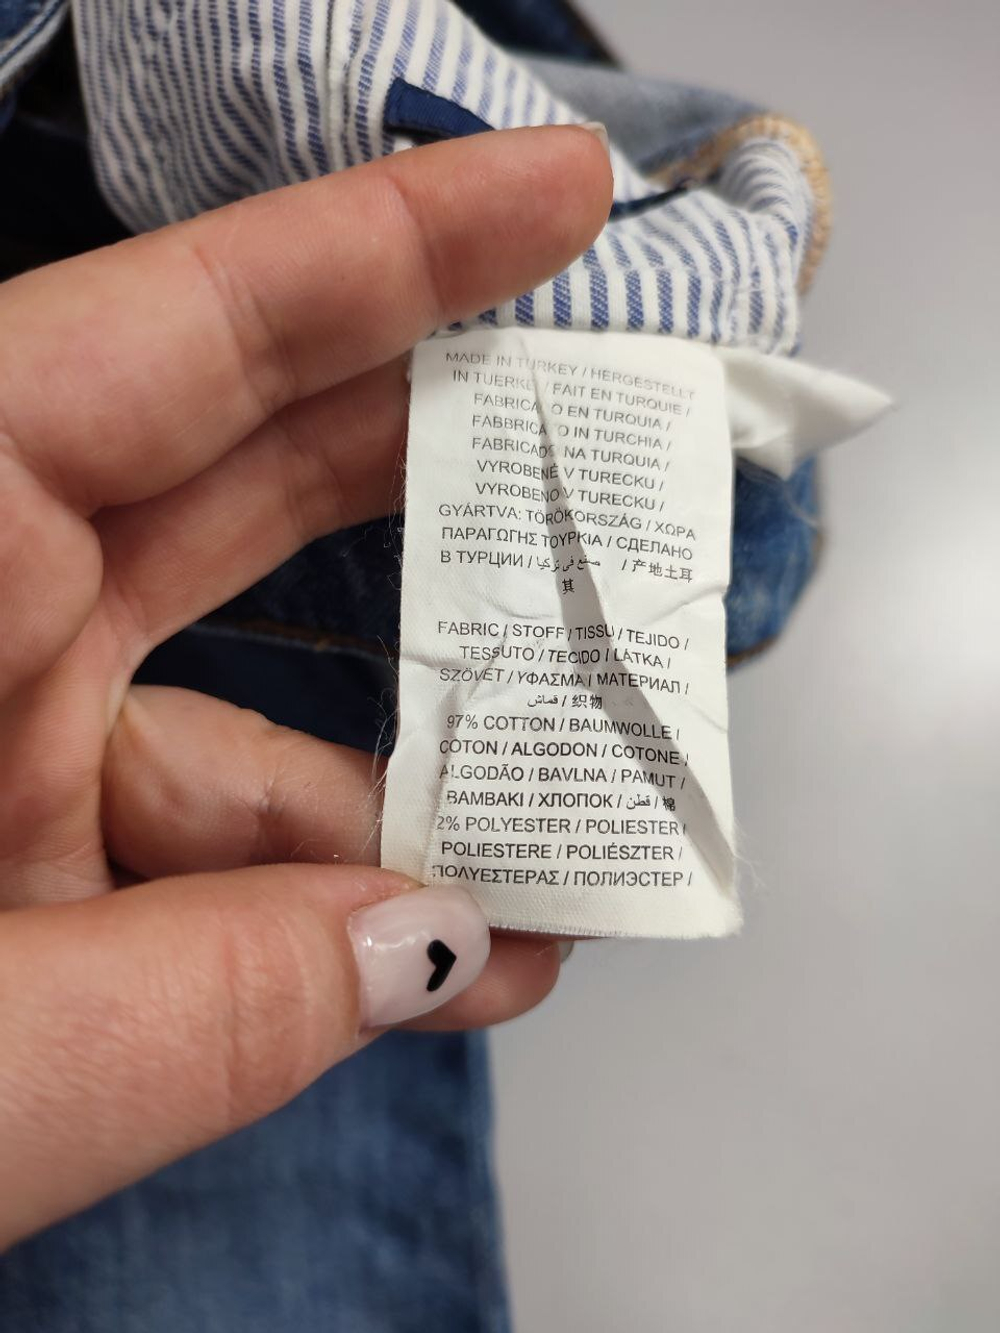 MADE IN TURKEY / HERGESTELLT
IN TUERKEI / FAIT EN TURQUIE /
FABRICADO EN TURQUIA /
FABBRICATO IN TURCHIA /
FABRICADO NA TURQUIA /
VYROBENÉ V TURECKU /
VYROBENO V TURECKU /
GYÁRTVA: TÖRÖKORSZÁG / ΧΩΡΑ
ΠΑΡΑΓΩΓΗΣ ΤΟΥΡΚΙΑ / СДЕЛАНО
В ТУРЦИИ / صنع في تركيا / 产地土耳
其
FABRIC / STOFF / TISSU / TEJIDO /
TESSUTO / TECIDO / LÁTKA /
SZÖVET / ΥΦΑΣΜΑ / МАТЕРИАЛ /
قماش / 织物
97% COTTON / BAUMWOLLE /
COTON / ALGODON / COTONE /
ALGODÃO / BAVLNA / PAMUT /
BAMBAKI / ХЛОПОК / قطن / 棉
2% POLYESTER / POLIESTER /
POLIESTERE / POLIÉSZTER /
ΠΟΛΥΕΣΤΕΡΑΣ / ПОЛИЭСТЕР /